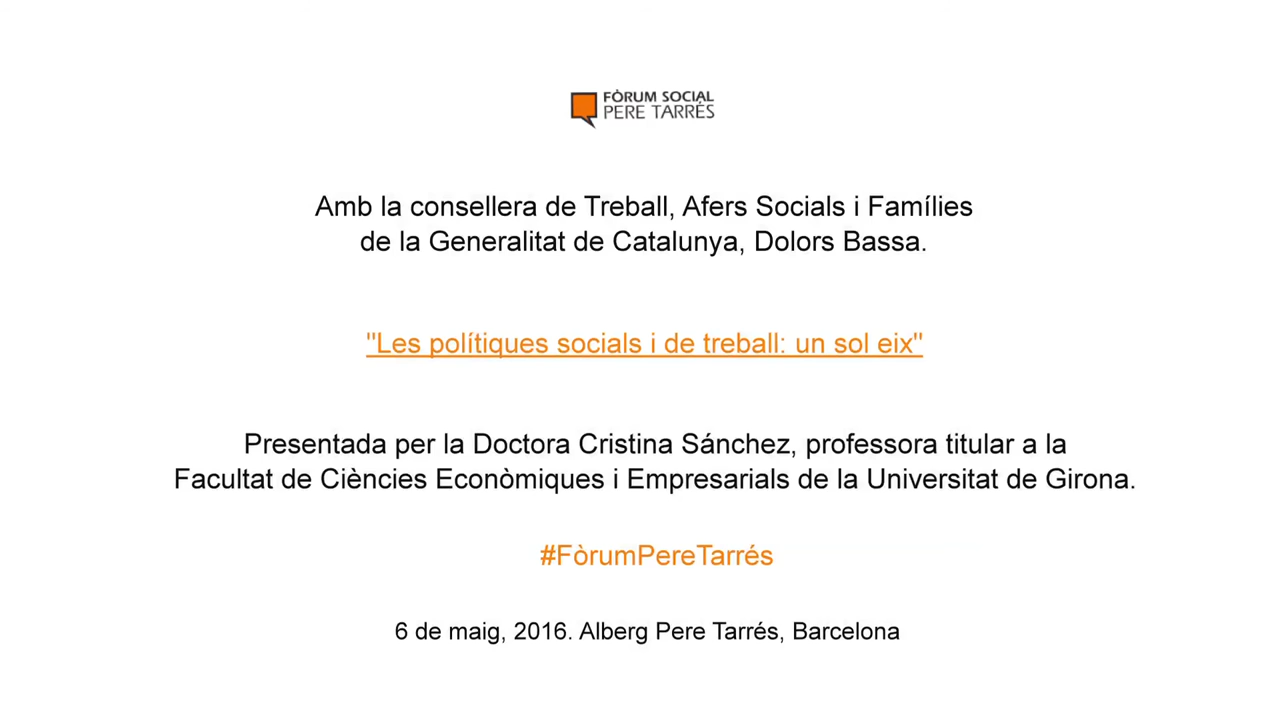 FÒRUM SOCIAL
PERE TARRÉS
Amb la consellera de Treball, Afers Socials i Famílies
de la Generalitat de Catalunya, Dolors Bassa.
"Les polítiques socials i de treball: un sol eix"
Presentada per la Doctora Cristina Sánchez, professora titular a la
Facultat de Ciències Econòmiques i Empresarials de la Universitat de Girona.
#FòrumPereTarrés
6 de maig, 2016. Alberg Pere Tarrés, Barcelona